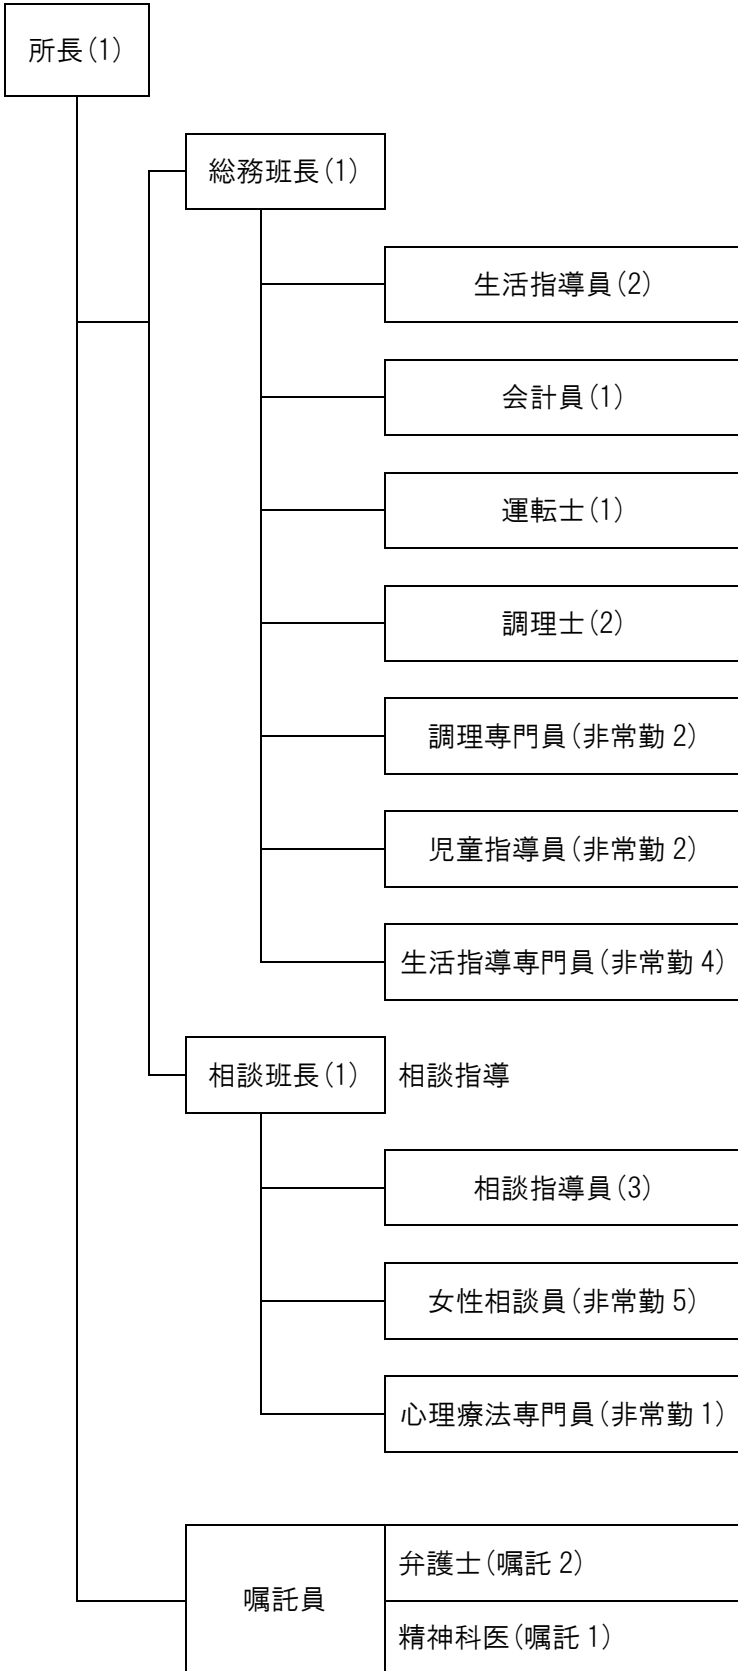 所長(1)
総務班長(1)
生活指導員(2)
会計員(1)
運転士(1)
調理士(2)
調理専門員(非常勤 2)
児童指導員(非常勤 2)
生活指導専門員(非常勤 4)
相談班長(1) 相談指導
相談指導員(3)
女性相談員(非常勤 5)
心理療法専門員(非常勤 1)
嘱託員
弁護士(嘱託 2)
精神科医(嘱託 1)